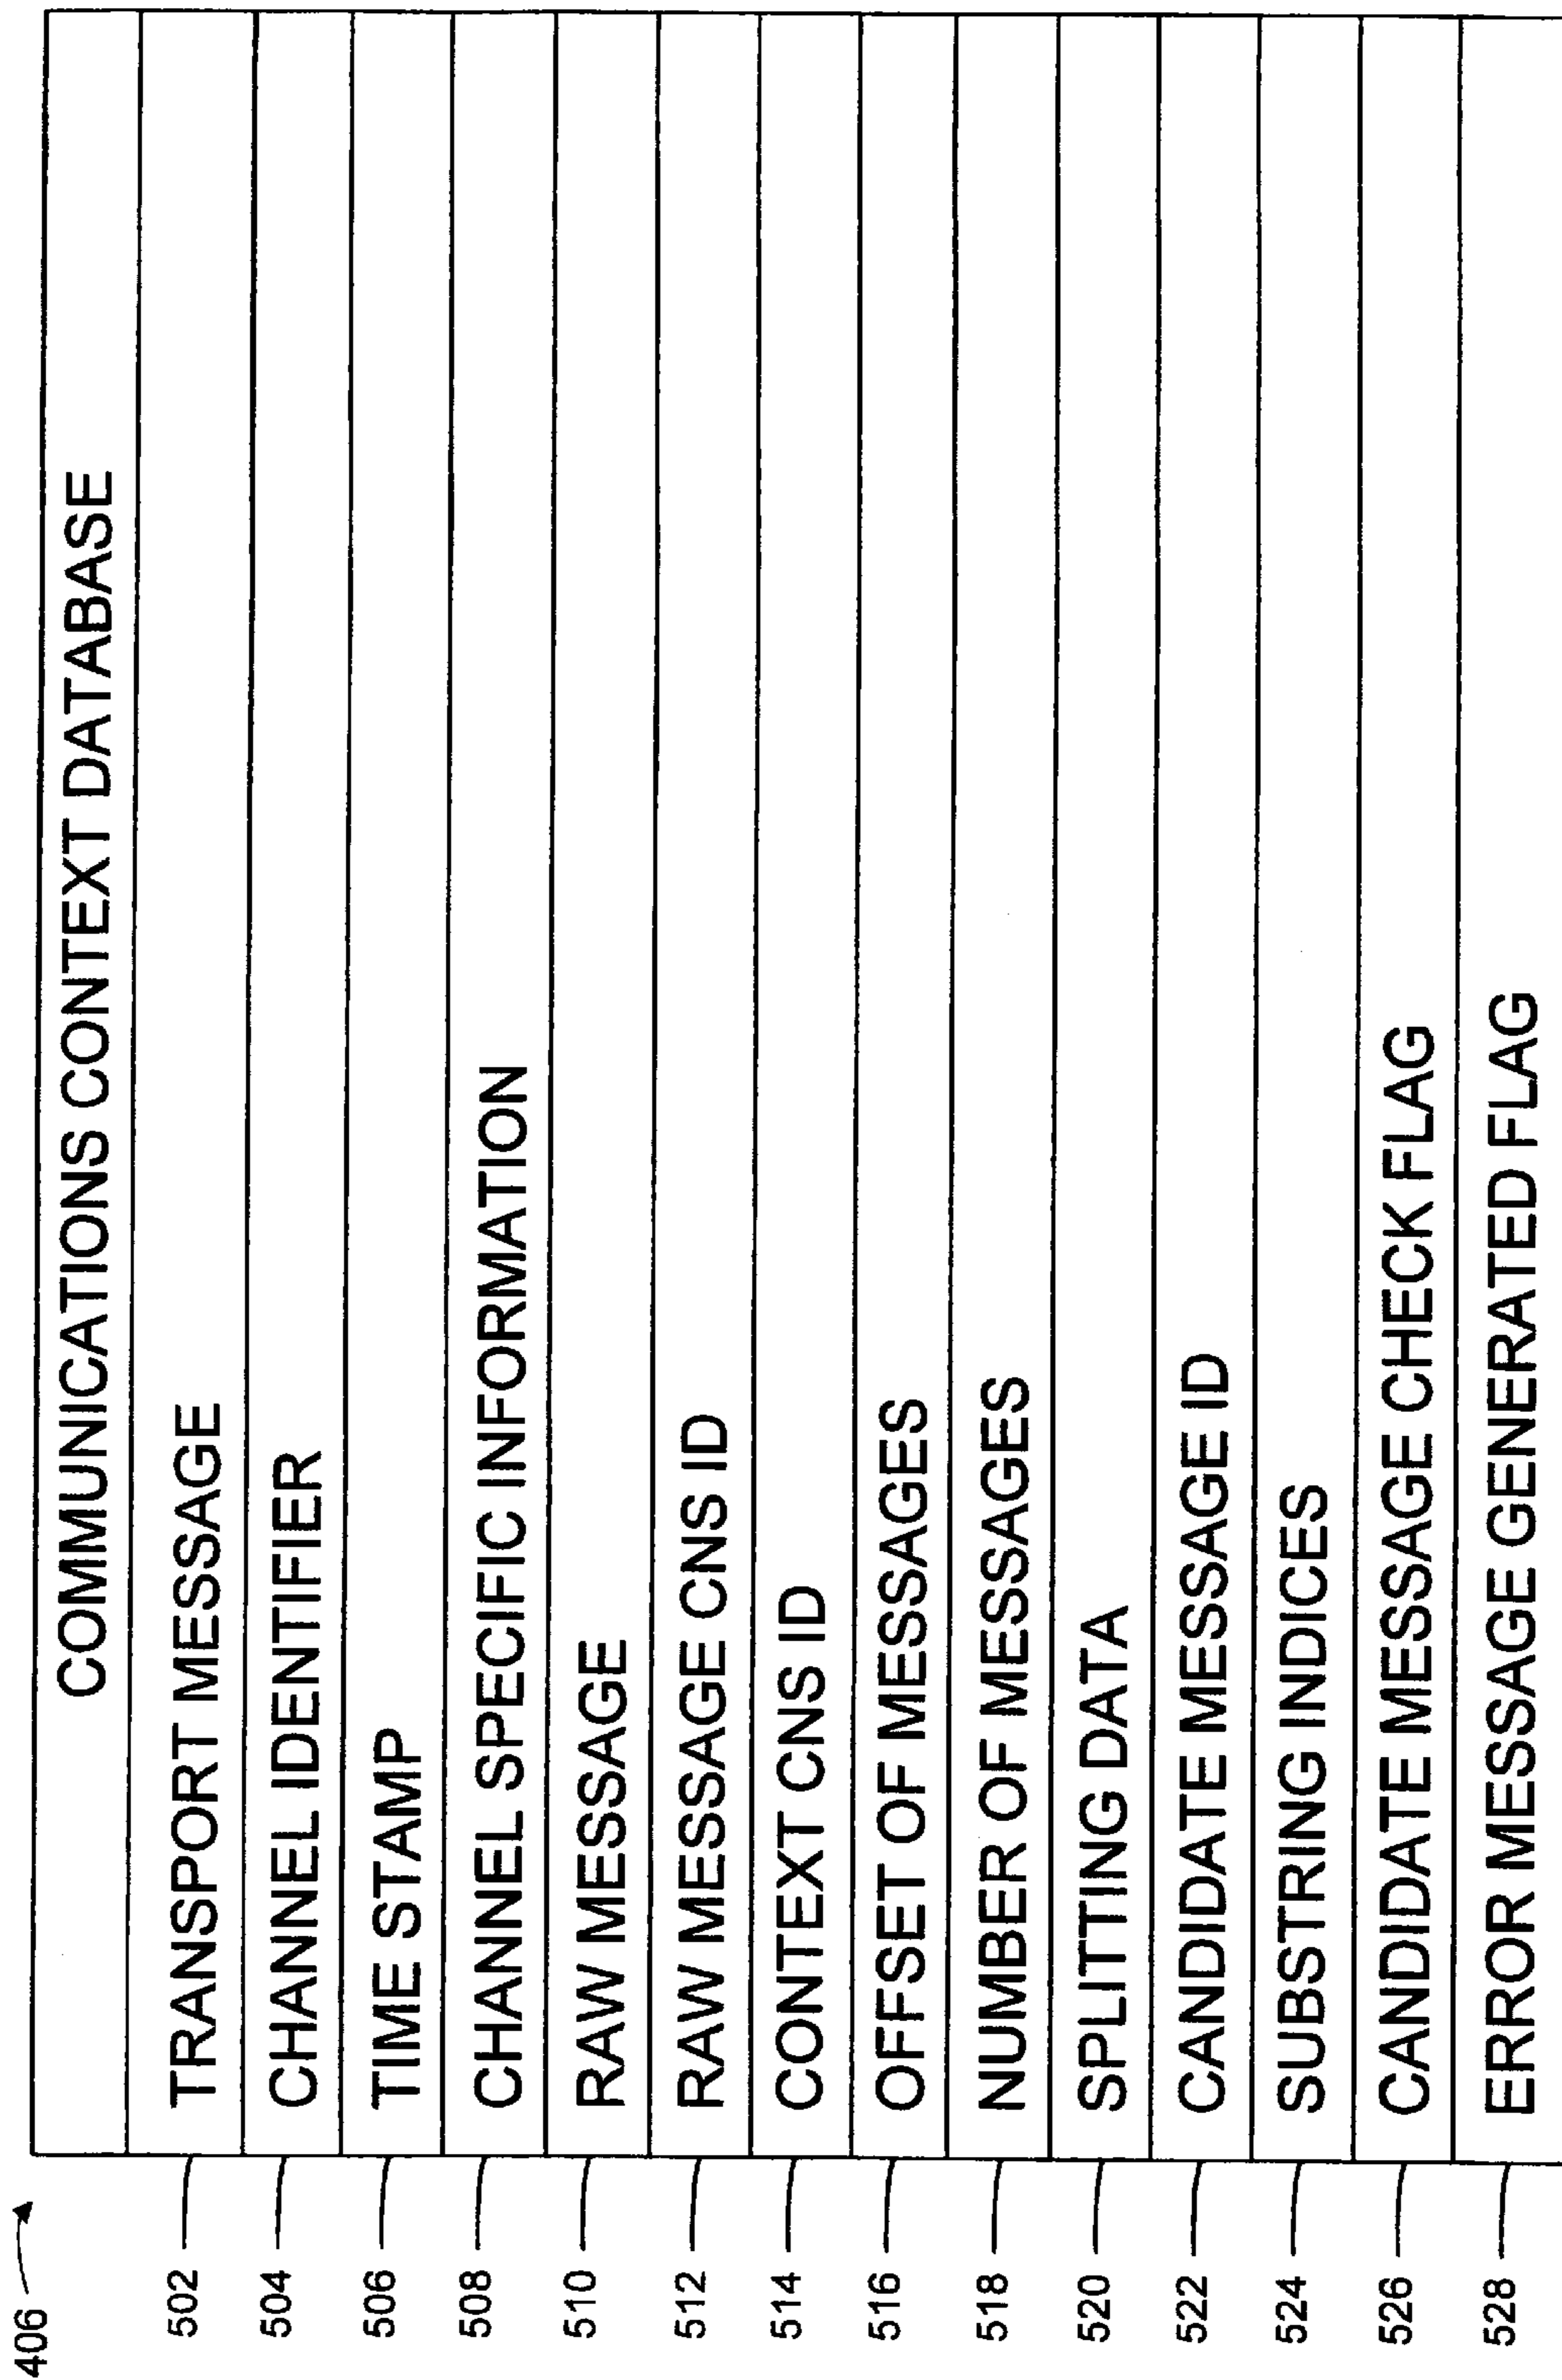 406
COMMUNICATIONS CONTEXT DATABASE
502 TRANSPORT MESSAGE
504 CHANNEL IDENTIFIER
506 TIME STAMP
508 CHANNEL SPECIFIC INFORMATION
510 RAW MESSAGE
512 RAW MESSAGE CNS ID
514 CONTEXT CNS ID
516 OFFSET OF MESSAGES
518 NUMBER OF MESSAGES
520 SPLITTING DATA
522 CANDIDATE MESSAGE ID
524 SUBSTRING INDICES
526 CANDIDATE MESSAGE CHECK FLAG
528 ERROR MESSAGE GENERATED FLAG